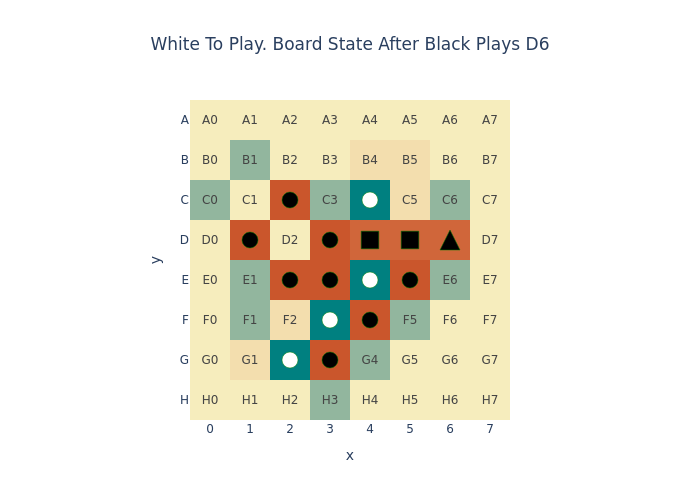 White To Play. Board State After Black Plays D6
A A0 A1 A2 A3 A4 A5 A6 A7
B B0 B1 B2 B3 B4 B5 B6 B7
C C0 C1 C3 C5 C6 C7
D D0 D2 D7
E E0 E1 E6 E7
F F0 F1 F2 F5 F6 F7
G G0 G1 G4 G5 G6 G7
H H0 H1 H2 H3 H4 H5 H6 H7
0 1 2 3 4 5 6 7
x
y